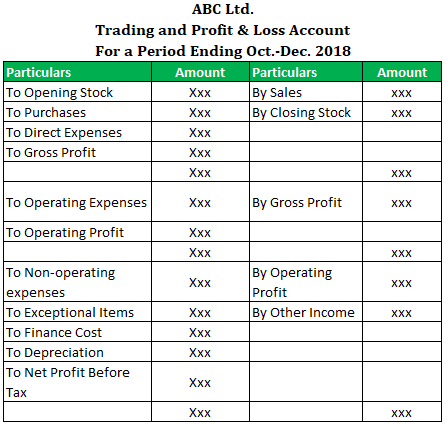 ABC Ltd.
Trading and Profit & Loss Account
For a Period Ending Oct.-Dec. 2018
Particulars Amount Particulars Amount
To Opening Stock Xxx By Sales xxx
To Purchases Xxx By Closing Stock xxx
To Direct Expenses Xxx
To Gross Profit Xxx
Xxx xxx
To Operating Expenses Xxx By Gross Profit xxx
To Operating Profit Xxx
Xxx xxx
To Non-operating
expenses Xxx By Operating
Profit xxx
To Exceptional Items Xxx By Other Income xxx
To Finance Cost Xxx
To Depreciation Xxx
To Net Profit Before
Tax Xxx
Xxx xxx